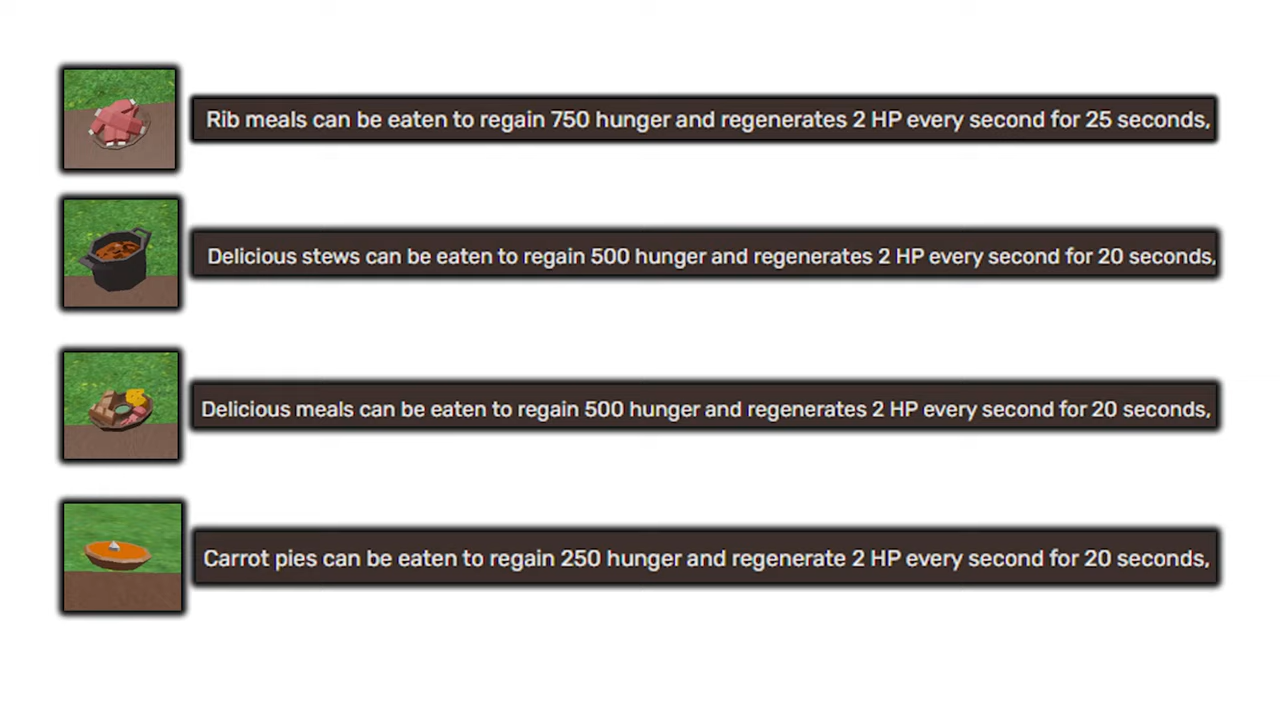 Rib meals can be eaten to regain 750 hunger and regenerates 2 HP every second for 25 seconds,
Delicious stews can be eaten to regain 500 hunger and regenerates 2 HP every second for 20 seconds,
Delicious meals can be eaten to regain 500 hunger and regenerates 2 HP every second for 20 seconds,
Carrot pies can be eaten to regain 250 hunger and regenerate 2 HP every second for 20 seconds,